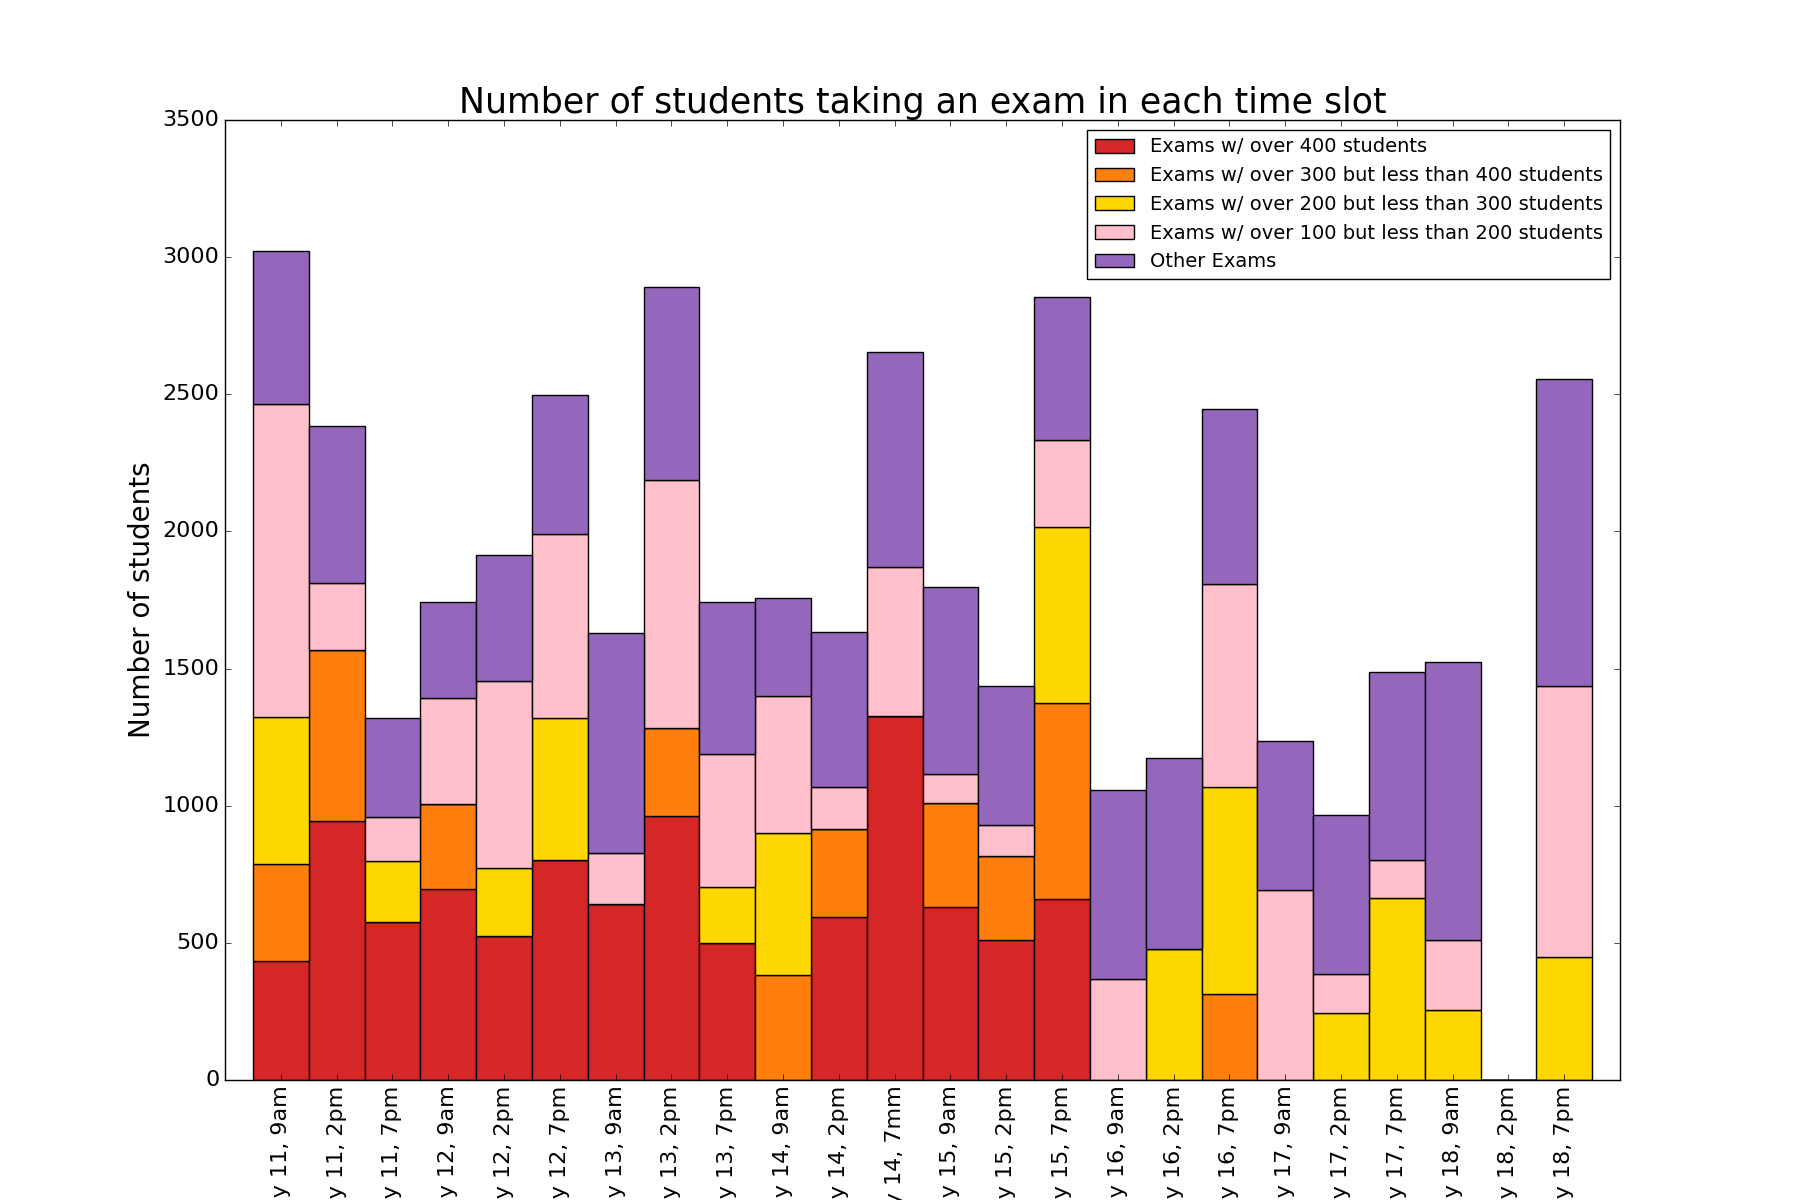 Number of students taking an exam in each time slot
Exams w/ over 400 students
Exams w/ over 300 but less than 400 students
Exams w/ over 200 but less than 300 students
Exams w/ over 100 but less than 200 students
Other Exams
Number of students
3500
3000
2500
2000
1500
1000
500
0
y 11, 9am
y 11, 2pm
y 11, 7pm
y 12, 9am
y 12, 2pm
y 12, 7pm
y 13, 9am
y 13, 2pm
y 13, 7pm
y 14, 9am
y 14, 2pm
y 14, 7mm
y 15, 9am
y 15, 2pm
y 15, 7pm
y 16, 9am
y 16, 2pm
y 16, 7pm
y 17, 9am
y 17, 2pm
y 17, 7pm
y 18, 9am
y 18, 2pm
y 18, 7pm